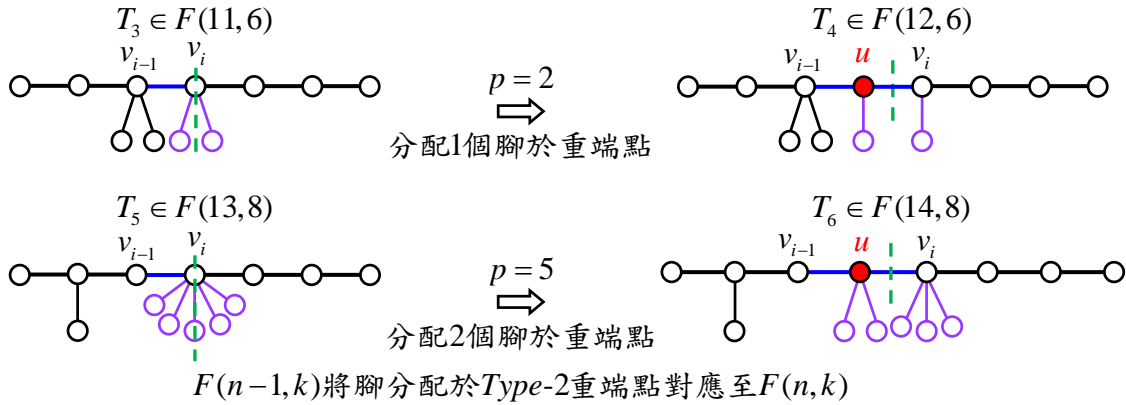 T₃ ∈ F(11,6)
T₄ ∈ F(12,6)
vᵢ₋₁ vᵢ
vᵢ₋₁ u vᵢ
p = 2
分配1個腳於重端點
T₅ ∈ F(13,8)
T₆ ∈ F(14,8)
vᵢ₋₁ vᵢ
vᵢ₋₁ u vᵢ
p = 5
分配2個腳於重端點
F(n−1,k)將腳分配於Type-2重端點對應至F(n,k)